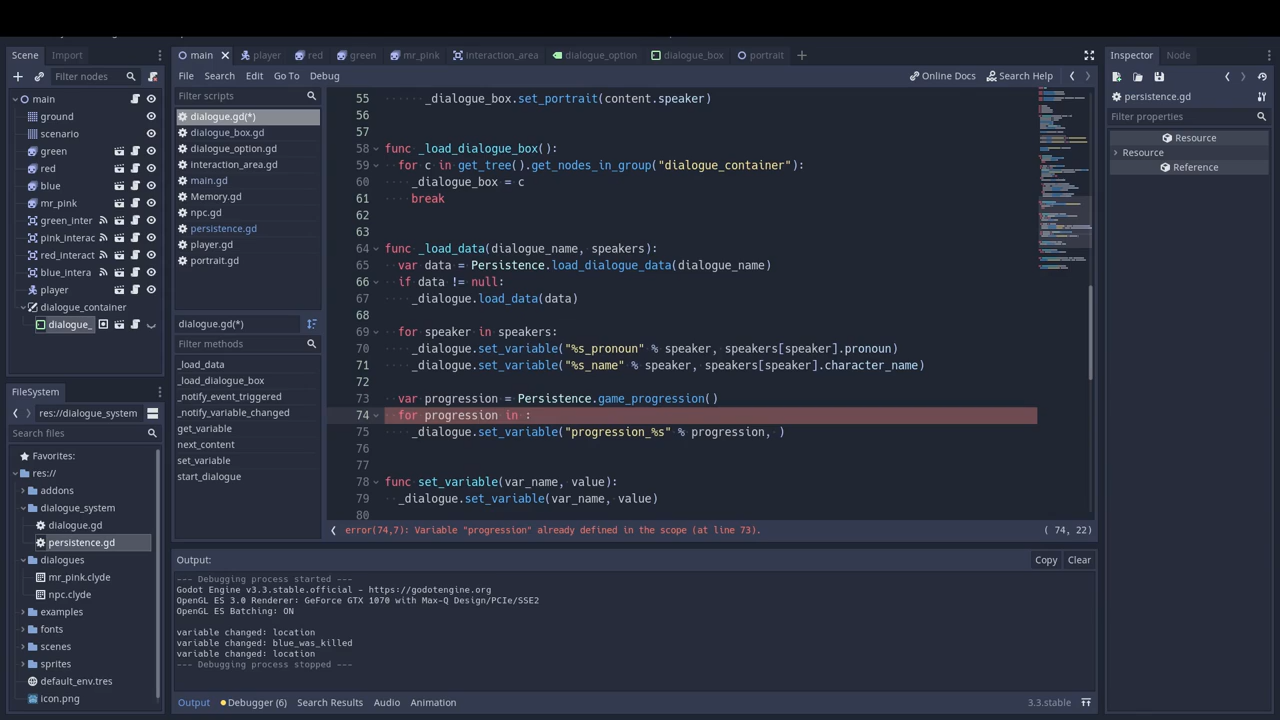 Scene
Import
Filter nodes
main
ground
scenario
green
red
blue
mr_pink
green_inter
pink_interac
red_interact
blue_intera
player
dialogue_container
dialogue_
FileSystem
res://dialogue_system
Search files
Favorites:
res://
addons
dialogue_system
dialogue.gd
persistence.gd
dialogues
mr_pink.clyde
npc.clyde
examples
fonts
scenes
sprites
default_env.tres
icon.png
main
player
red
green
mr_pink
Interaction_area
dialogue_option
dialogue_box
portrait
File Search Edit Go To Debug
Online Docs
Search Help
Filter scripts
dialogue.gd(*)
dialogue_box.gd
dialogue_option.gd
interaction_area.gd
main.gd
Memory.gd
npc.gd
persistence.gd
player.gd
portrait.gd
dialogue.gd(*)
Filter methods
_load_data
_load_dialogue_box
_notify_event_triggered
_notify_variable_changed
get_variable
next_content
set_variable
start_dialogue
55 _dialogue_box.set_portrait(content.speaker)
56
57
58 func _load_dialogue_box():
59 for c in get_tree().get_nodes_in_group("dialogue_container"):
60 _dialogue_box = c
61 break
62
63
64 func _load_data(dialogue_name, speakers):
65 var data = Persistence.load_dialogue_data(dialogue_name)
66 if data != null:
67 _dialogue.load_data(data)
68
69 for speaker in speakers:
70 _dialogue.set_variable("%s_pronoun" % speaker, speakers[speaker].pronoun)
71 _dialogue.set_variable("%s_name" % speaker, speakers[speaker].character_name)
72
73 var progression = Persistence.game_progression()
74 for progression in :
75 _dialogue.set_variable("progression_%s" % progression, )
76
77
78 func set_variable(var_name, value):
79 _dialogue.set_variable(var_name, value)
80
error(74,7): Variable "progression" already defined in the scope (at line 73).
( 74, 22)
Output:
Copy
Clear
--- Debugging process started ---
Godot Engine v3.3.stable.official - https://godotengine.org
OpenGL ES 3.0 Renderer: GeForce GTX 1070 with Max-Q Design/PCIe/SSE2
OpenGL ES Batching: ON
variable changed: location
variable changed: blue_was_killed
variable changed: location
--- Debugging process stopped ---
Output
Debugger (6)
Search Results
Audio
Animation
3.3.stable
Inspector
Node
persistence.gd
Filter properties
Resource
Resource
Reference